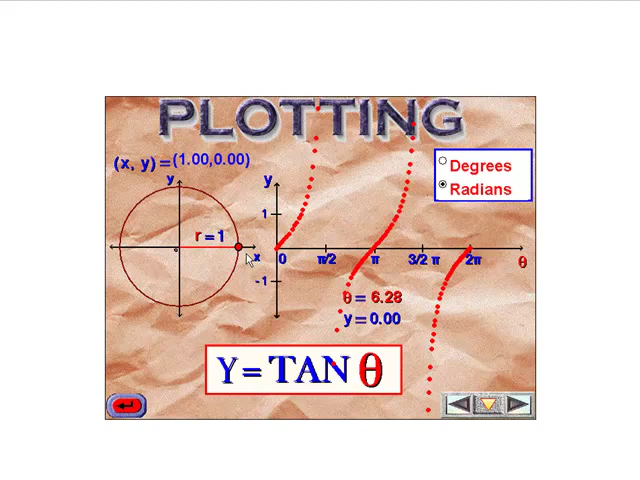 PLOTTING
(x, y) = (1.00,0.00)
Degrees
Radians
y
y
1
r = 1
x
0
π/2
π
3/2 π
2π
θ
-1
θ = 6.28
y = 0.00
Y = TAN θ